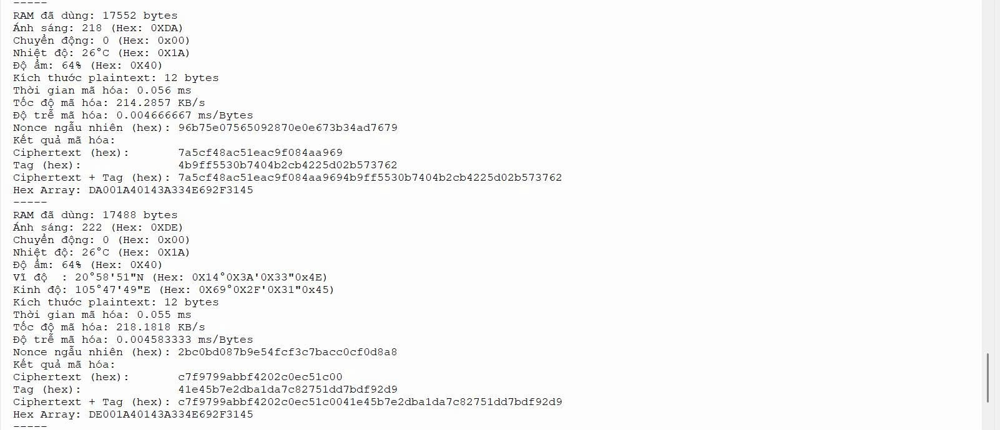 -----
RAM đã dùng: 17552 bytes
Ánh sáng: 218 (Hex: 0XDA)
Chuyển động: 0 (Hex: 0x00)
Nhiệt độ: 26°C (Hex: 0X1A)
Độ ẩm: 64% (Hex: 0X40)
Kích thước plaintext: 12 bytes
Thời gian mã hóa: 0.056 ms
Tốc độ mã hóa: 214.2857 KB/s
Độ trễ mã hóa: 0.004666667 ms/Bytes
Nonce ngẫu nhiên (hex): 96b75e07565092870e0e673b34ad7679
Kết quả mã hóa:
Ciphertext (hex):       7a5cf48ac51eac9f084aa969
Tag (hex):              4b9ff5530b7404b2cb4225d02b573762
Ciphertext + Tag (hex): 7a5cf48ac51eac9f084aa9694b9ff5530b7404b2cb4225d02b573762
Hex Array: DA001A40143A334E692F3145
-----
RAM đã dùng: 17488 bytes
Ánh sáng: 222 (Hex: 0XDE)
Chuyển động: 0 (Hex: 0x00)
Nhiệt độ: 26°C (Hex: 0X1A)
Độ ẩm: 64% (Hex: 0X40)
Vĩ độ  : 20°58'51"N (Hex: 0X14°0X3A'0X33"0x4E)
Kinh độ: 105°47'49"E (Hex: 0X69°0X2F'0X31"0x45)
Kích thước plaintext: 12 bytes
Thời gian mã hóa: 0.055 ms
Tốc độ mã hóa: 218.1818 KB/s
Độ trễ mã hóa: 0.004583333 ms/Bytes
Nonce ngẫu nhiên (hex): 2bc0bd087b9e54fcf3c7bacc0cf0d8a8
Kết quả mã hóa:
Ciphertext (hex):       c7f9799abbf4202c0ec51c00
Tag (hex):              41e45b7e2dba1da7c82751dd7bdf92d9
Ciphertext + Tag (hex): c7f9799abbf4202c0ec51c0041e45b7e2dba1da7c82751dd7bdf92d9
Hex Array: DE001A40143A334E692F3145
-----